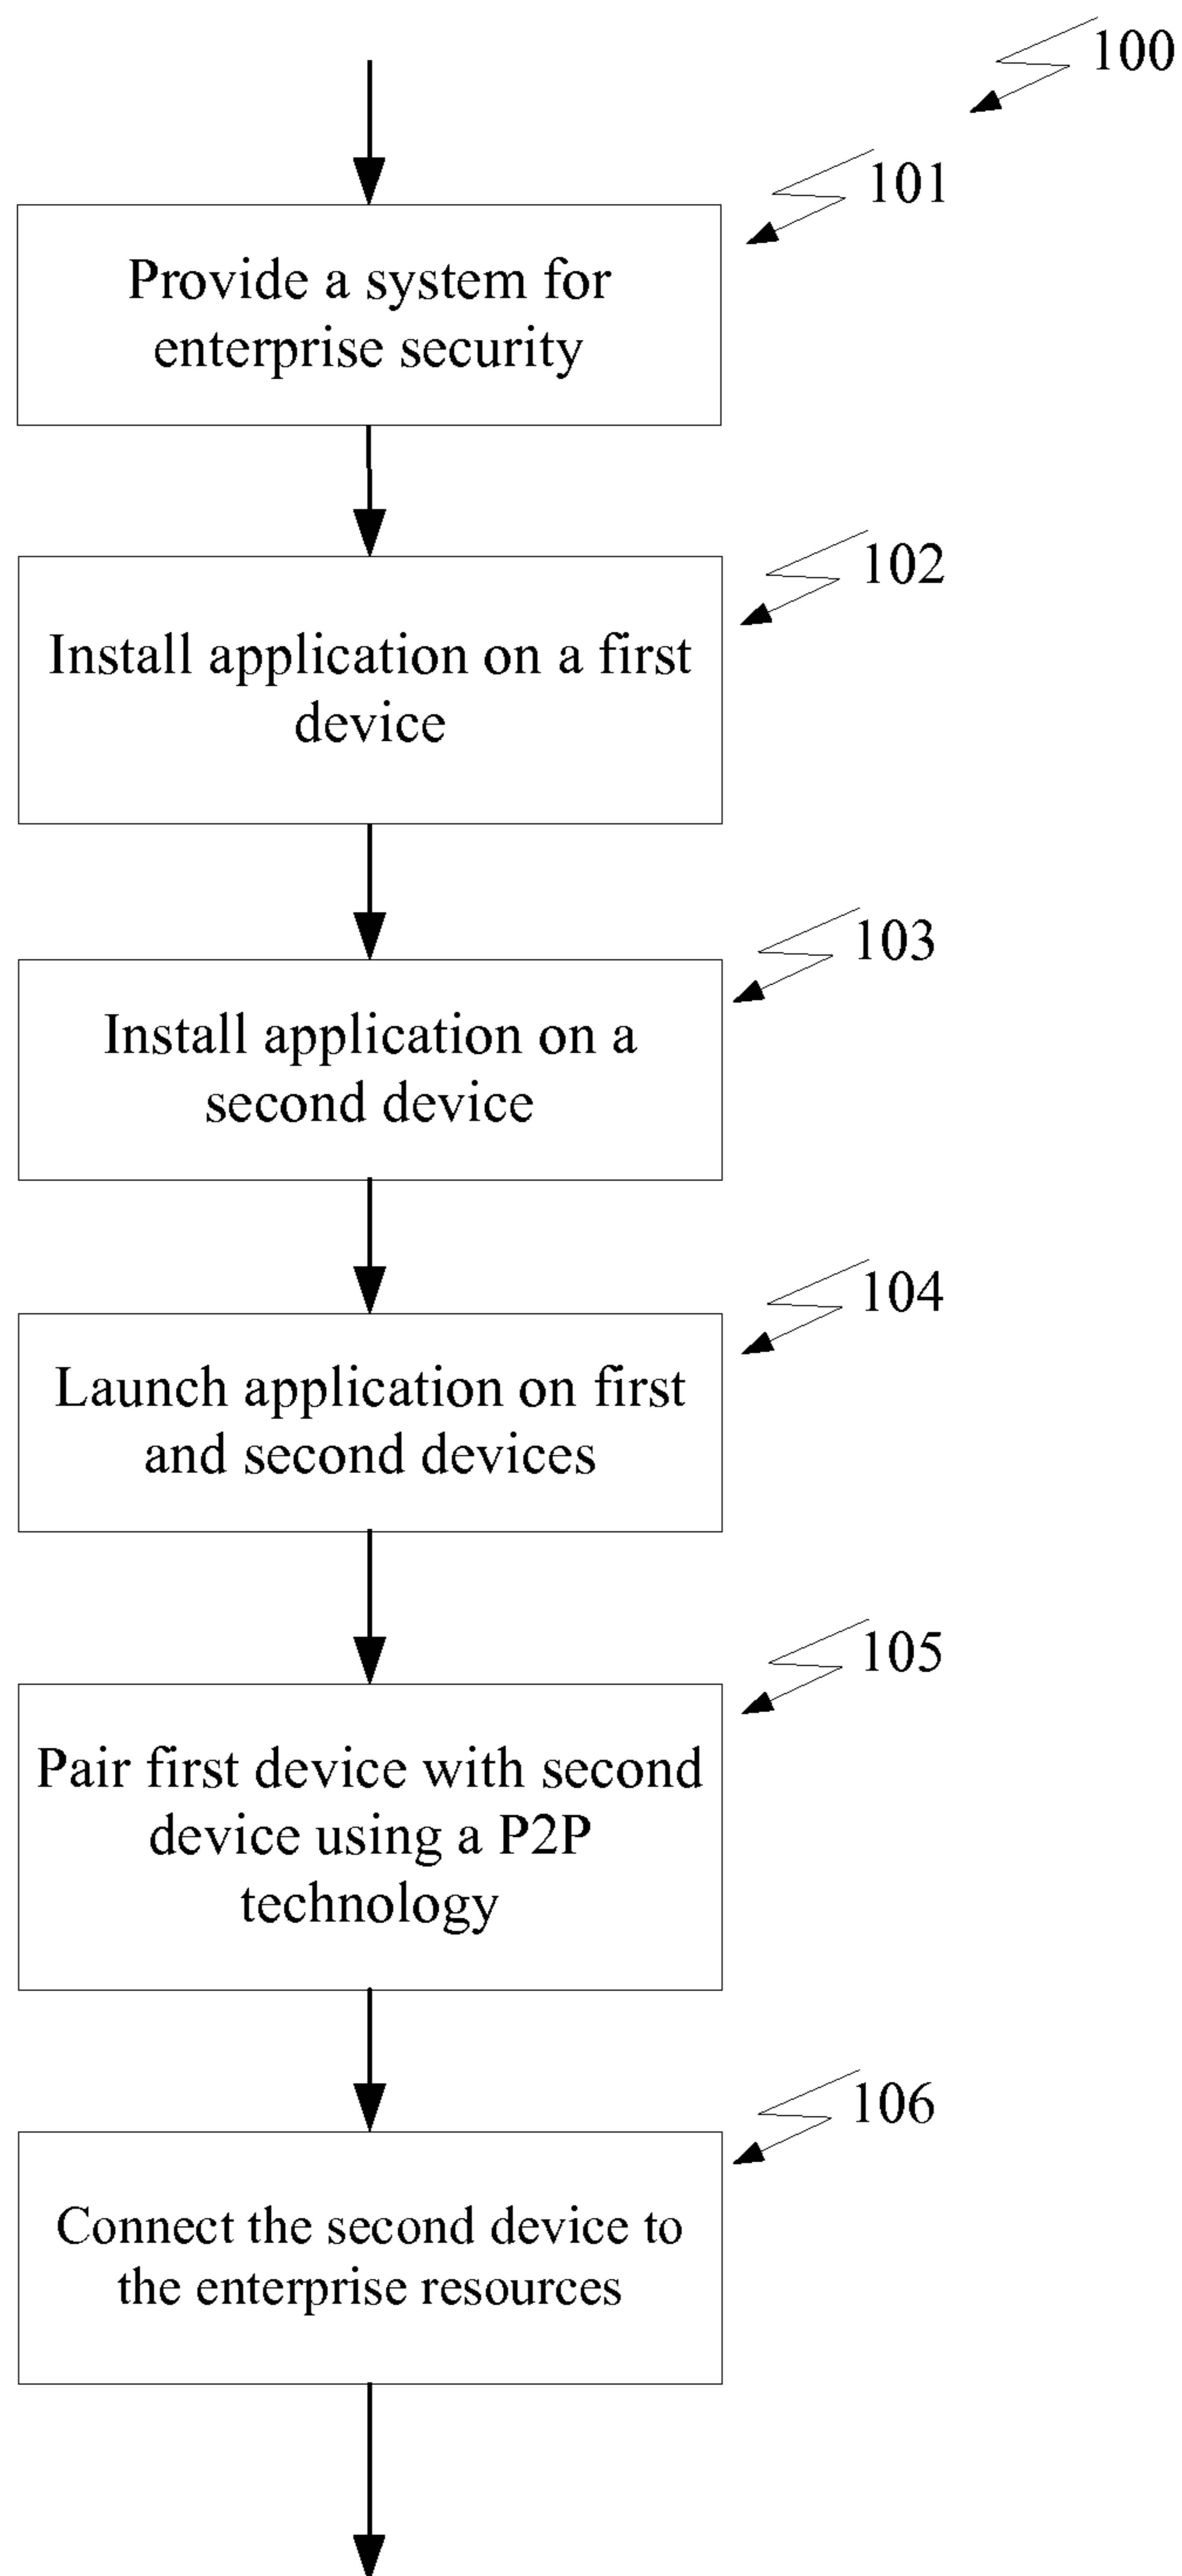 100
101
Provide a system for
enterprise security
102
Install application on a first
device
103
Install application on a
second device
104
Launch application on first
and second devices
105
Pair first device with second
device using a P2P
technology
106
Connect the second device to
the enterprise resources